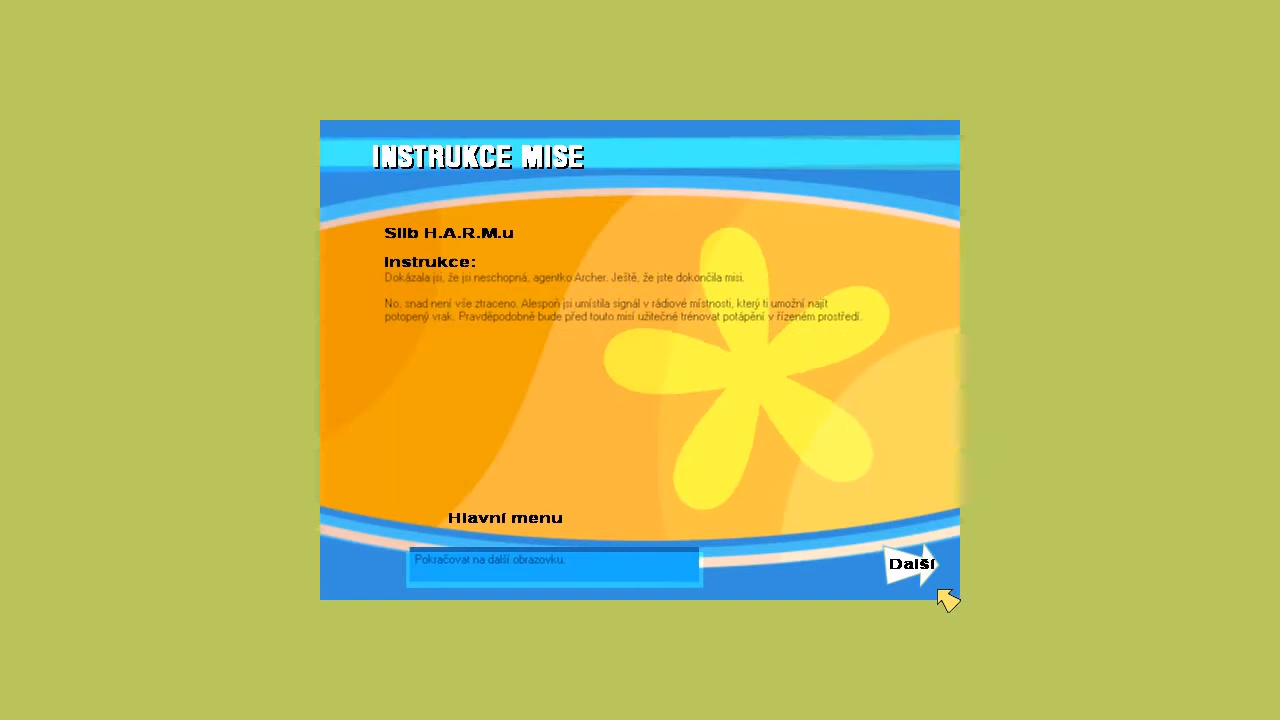 INSTRUKCE MISE
Slib H.A.R.M.u
Instrukce:
Dokázala jsi, že jsi neschopná, agentko Archer. Ještě, že jste dokončila misi.
No, snad není vše ztraceno. Alespoň jsi umístila signál v rádiové místnosti, který ti umožní najít
potopený vrak. Pravděpodobně bude před touto misí užitečné trénovat potápění v řízeném prostředí.
Hlavní menu
Pokračovat na další obrazovku.
Další